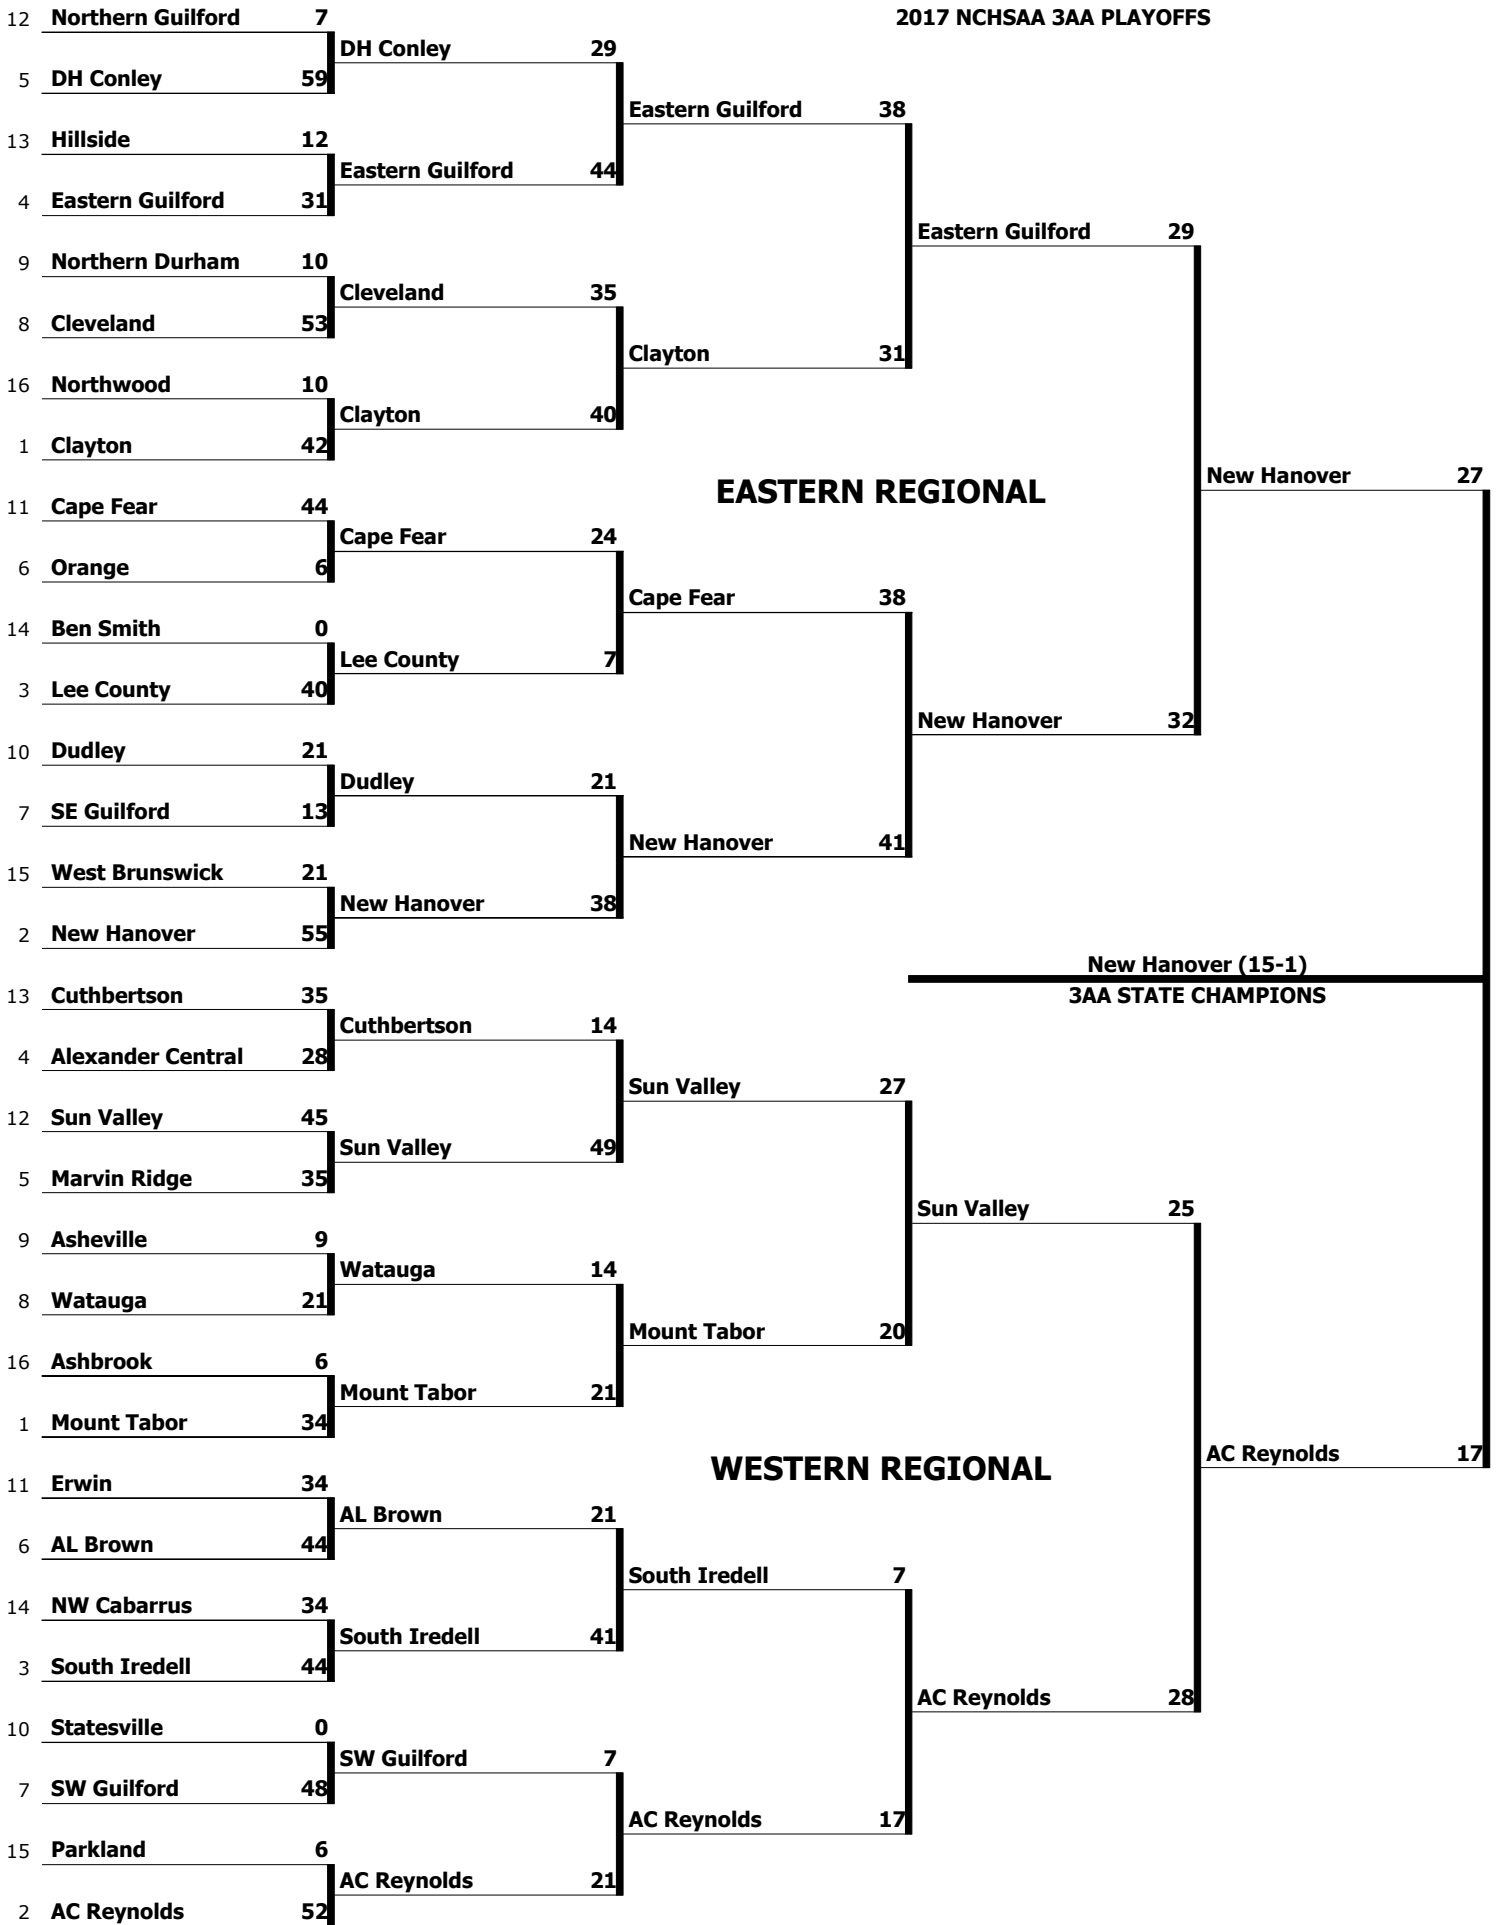 2017 NCHSAA 3AA PLAYOFFS
12 Northern Guilford 7
DH Conley 29
5 DH Conley 59
Eastern Guilford 38
13 Hillside 12
Eastern Guilford 44
4 Eastern Guilford 31
Eastern Guilford 29
9 Northern Durham 10
Cleveland 35
8 Cleveland 53
Clayton 31
16 Northwood 10
Clayton 40
1 Clayton 42
EASTERN REGIONAL
New Hanover 27
11 Cape Fear 44
Cape Fear 24
6 Orange 6
Cape Fear 38
14 Ben Smith 0
Lee County 7
3 Lee County 40
New Hanover 32
10 Dudley 21
Dudley 21
7 SE Guilford 13
New Hanover 41
15 West Brunswick 21
New Hanover 38
2 New Hanover 55
New Hanover (15-1)
3AA STATE CHAMPIONS
13 Cuthbertson 35
Cuthbertson 14
4 Alexander Central 28
Sun Valley 27
12 Sun Valley 45
Sun Valley 49
5 Marvin Ridge 35
Sun Valley 25
9 Asheville 9
Watauga 14
8 Watauga 21
Mount Tabor 20
16 Ashbrook 6
Mount Tabor 21
1 Mount Tabor 34
WESTERN REGIONAL
AC Reynolds 17
11 Erwin 34
AL Brown 21
6 AL Brown 44
South Iredell 7
14 NW Cabarrus 34
South Iredell 41
3 South Iredell 44
AC Reynolds 28
10 Statesville 0
SW Guilford 7
7 SW Guilford 48
AC Reynolds 17
15 Parkland 6
AC Reynolds 21
2 AC Reynolds 52